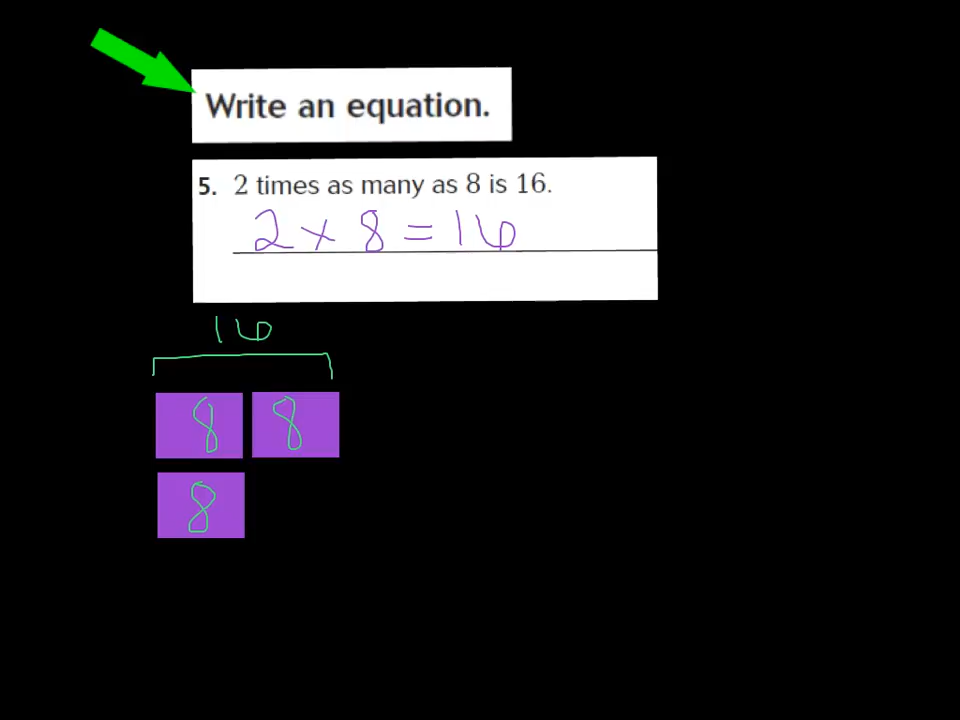 Write an equation.
5. 2 times as many as 8 is 16.
2 × 8 = 16
16
8 8
8